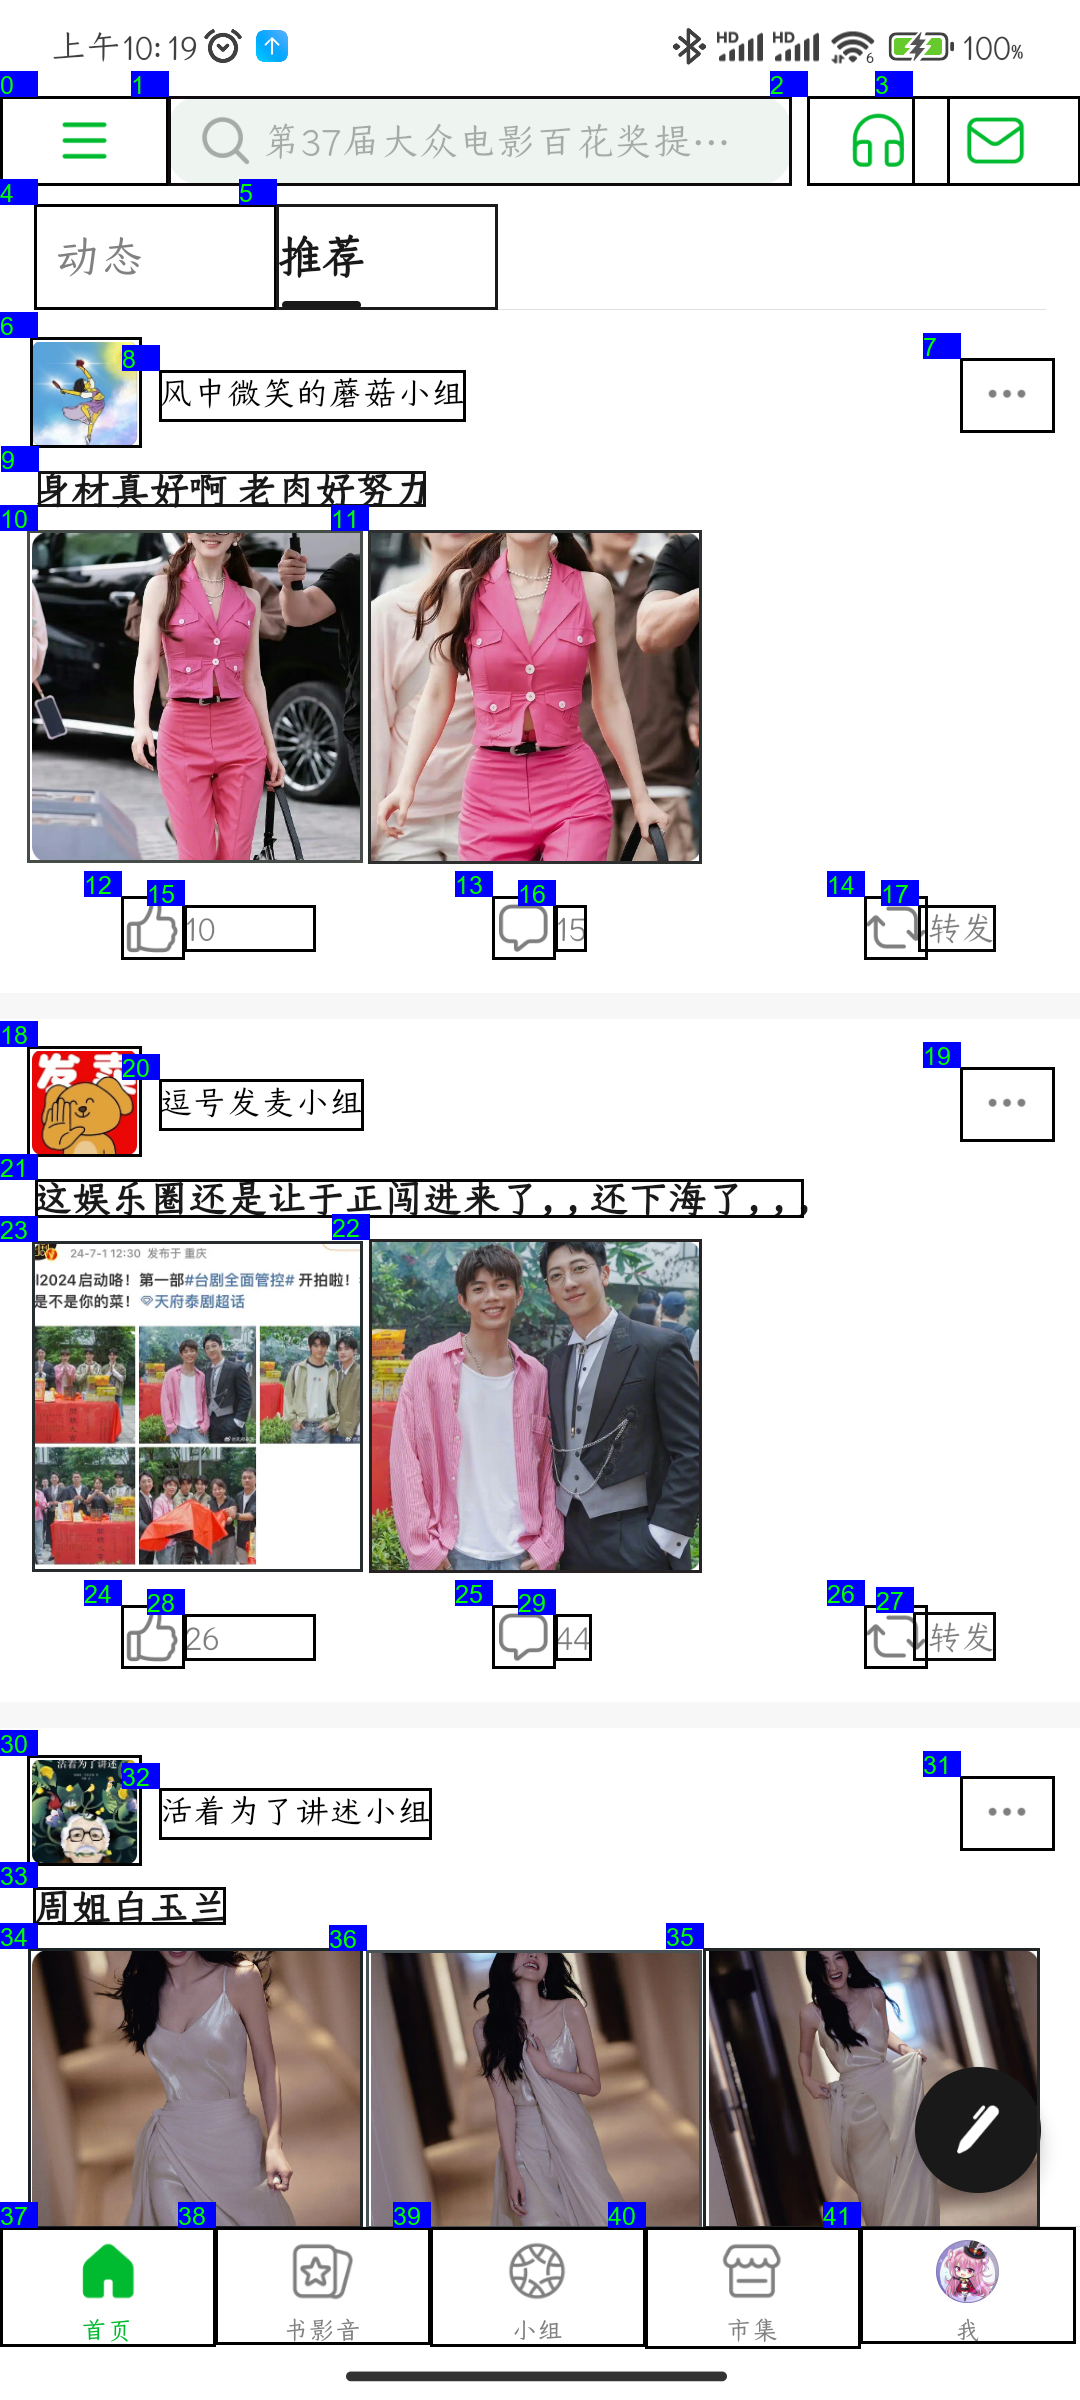 上午10:19
HD HD 6 100%
0 1 2 3
第37届大众电影百花奖提…
4 5
动态 推荐
6 7 8
风中微笑的蘑菇小组
9
身材真好啊 老肉好努力
10 11
12 13 14
15 16 17
10 15 转发
18 19 20
发 麦
逗号发麦小组
21
这娱乐圈还是让于正闯进来了,,还下海了,,,
23 22
24-7-1 12:30 发布于 重庆
I2024启动咯！第一部#台剧全面管控# 开拍啦！
是不是你的菜！天府泰剧超话
24 25 26
28 29 27
26 44 转发
30 31 32
活着为了讲述
活着为了讲述小组
33
周姐白玉兰
34 36 35
37 38 39 40 41
首页 书影音 小组 市集 我